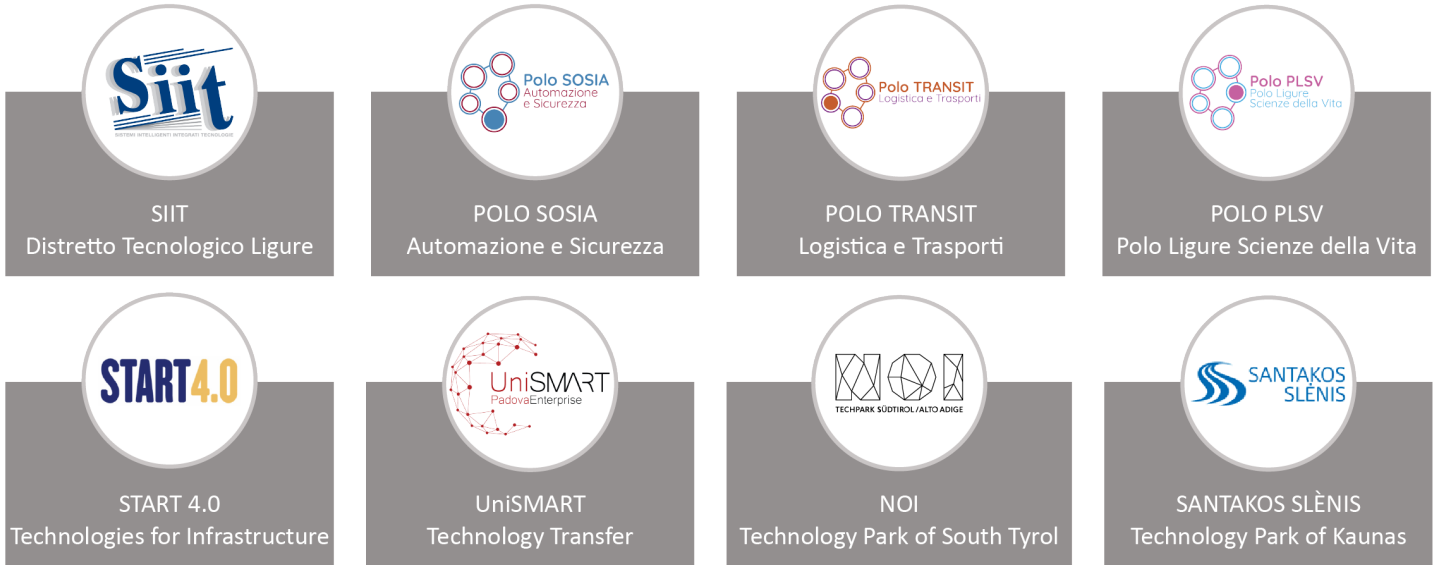 Siit
SISTEMI INTELLIGENTI INTEGRATI TECNOLOGIE
SIIT
Distretto Tecnologico Ligure
Polo SOSIA
Automazione
e Sicurezza
POLO SOSIA
Automazione e Sicurezza
Polo TRANSIT
Logistica e Trasporti
POLO TRANSIT
Logistica e Trasporti
Polo PLSV
Polo Ligure
Scienze della Vita
POLO PLSV
Polo Ligure Scienze della Vita
START4.0
START 4.0
Technologies for Infrastructure
UniSMART
PadovaEnterprise
UniSMART
Technology Transfer
NOI
TECHPARK SÜDTIROL/ALTO ADIGE
NOI
Technology Park of South Tyrol
SANTAKOS
SLĖNIS
SANTAKOS SLÈNIS
Technology Park of Kaunas